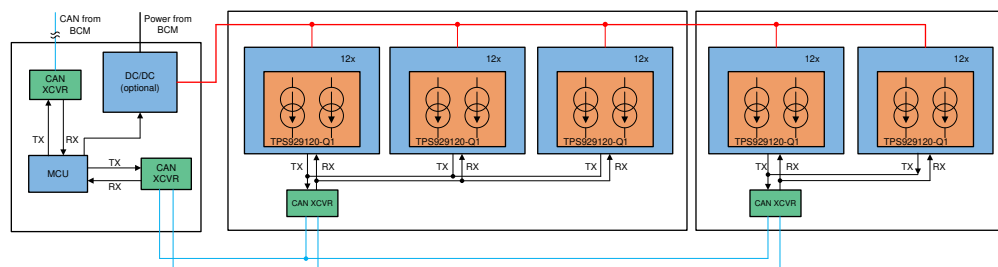 CAN from
BCM
Power from
BCM
CAN
XCVR
DC/DC
(optional)
TX
RX
MCU
TX
RX
CAN
XCVR
12x
TPS929120-Q1
TX
RX
12x
TPS929120-Q1
RX
12x
TPS929120-Q1
RX
CAN XCVR
12x
TPS929120-Q1
TX
RX
12x
TPS929120-Q1
TX
RX
CAN XCVR